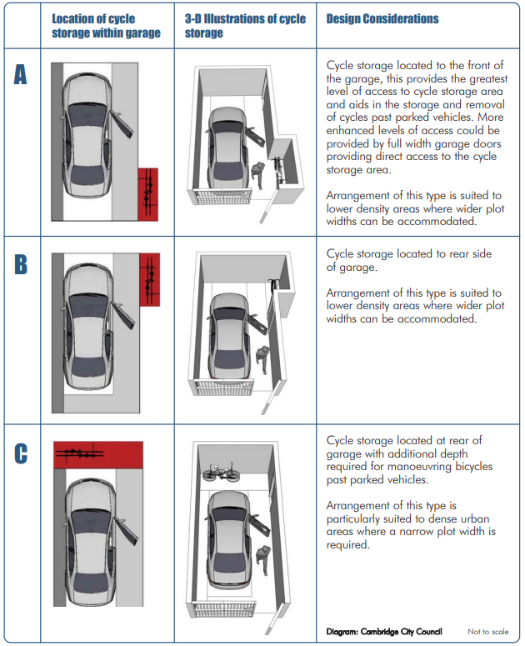 Location of cycle
storage within garage
3-D Illustrations of cycle
storage
Design Considerations
A
Cycle storage located to the front of
the garage, this provides the greatest
level of access to cycle storage area
and aids in the storage and removal
of cycles past parked vehicles. More
enhanced levels of access could be
provided by full width garage doors
providing direct access to the cycle
storage area.
Arrangement of this type is suited to
lower density areas where wider plot
widths can be accommodated.
B
Cycle storage located to rear side
of garage.
Arrangement of this type is suited to
lower density areas where wider plot
widths can be accommodated.
C
Cycle storage located at rear of
garage with additional depth
required for manoeuvring bicycles
past parked vehicles.
Arrangement of this type is
particularly suited to dense urban
areas where a narrow plot width is
required.
Diagram: Cambridge City Council Not to scale